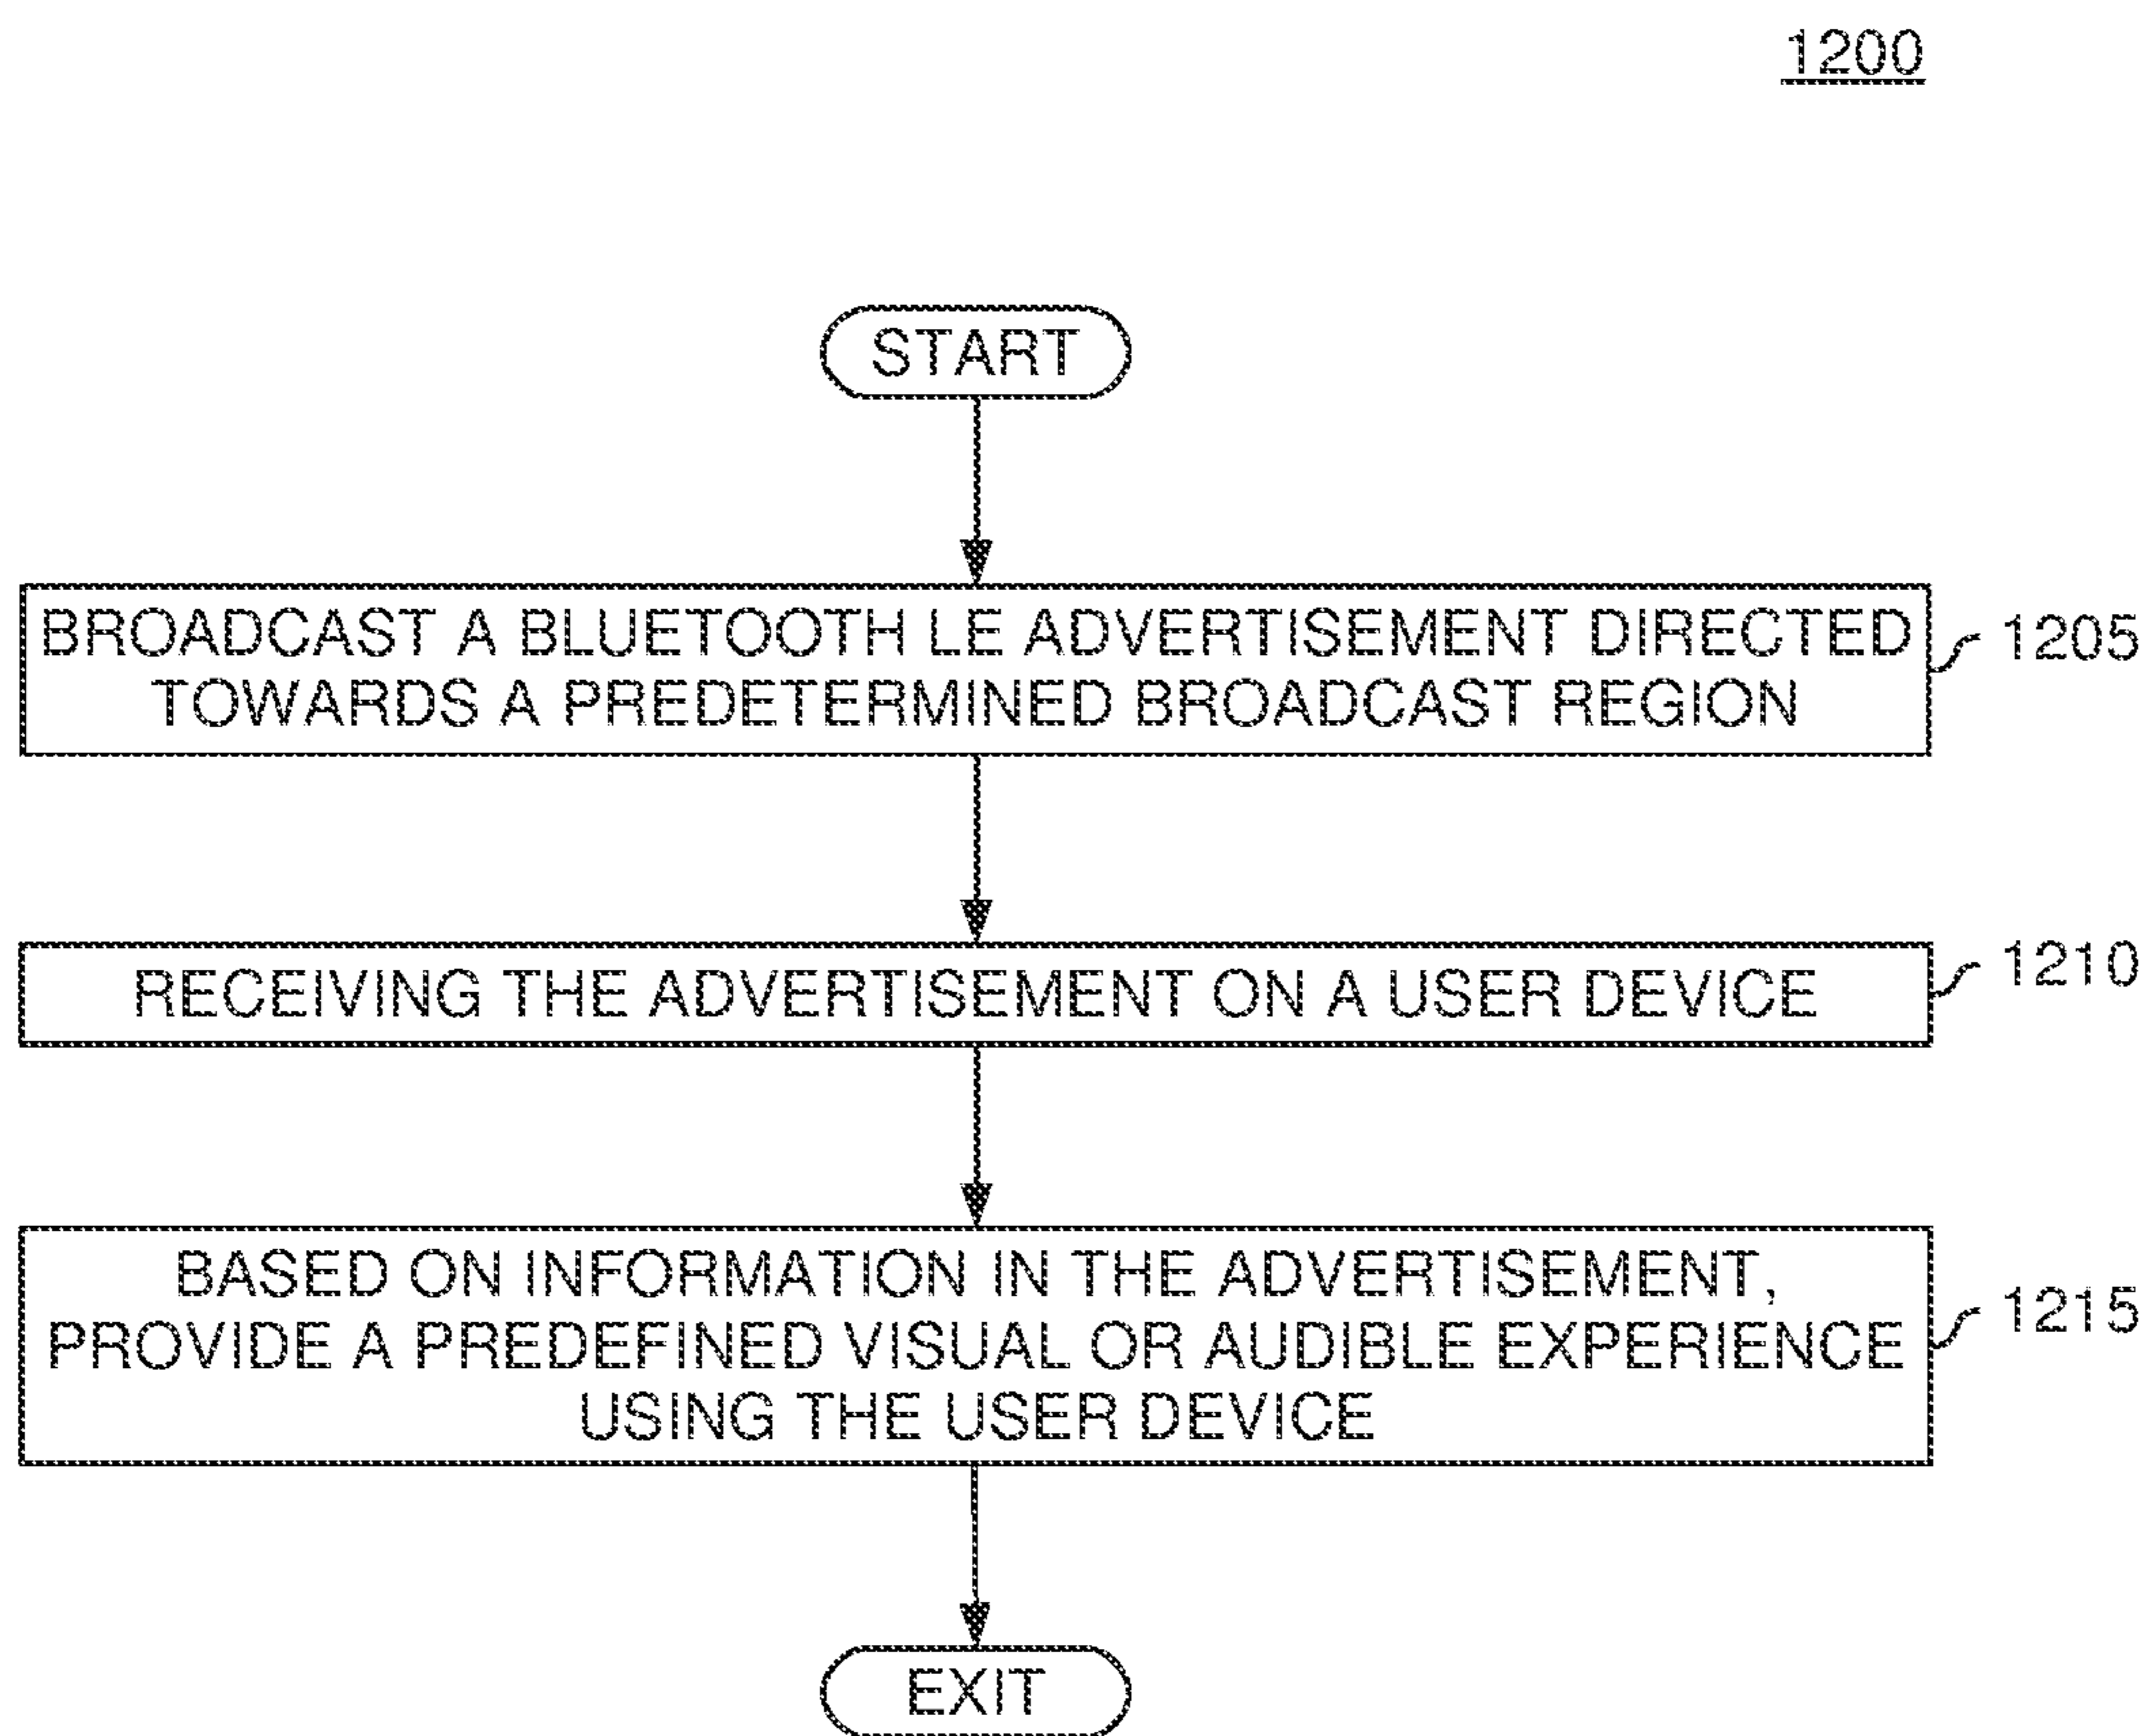 1200
START
BROADCAST A BLUETOOTH LE ADVERTISEMENT DIRECTED
TOWARDS A PREDETERMINED BROADCAST REGION
1205
RECEIVING THE ADVERTISEMENT ON A USER DEVICE
1210
BASED ON INFORMATION IN THE ADVERTISEMENT,
PROVIDE A PREDEFINED VISUAL OR AUDIBLE EXPERIENCE
USING THE USER DEVICE
1215
EXIT